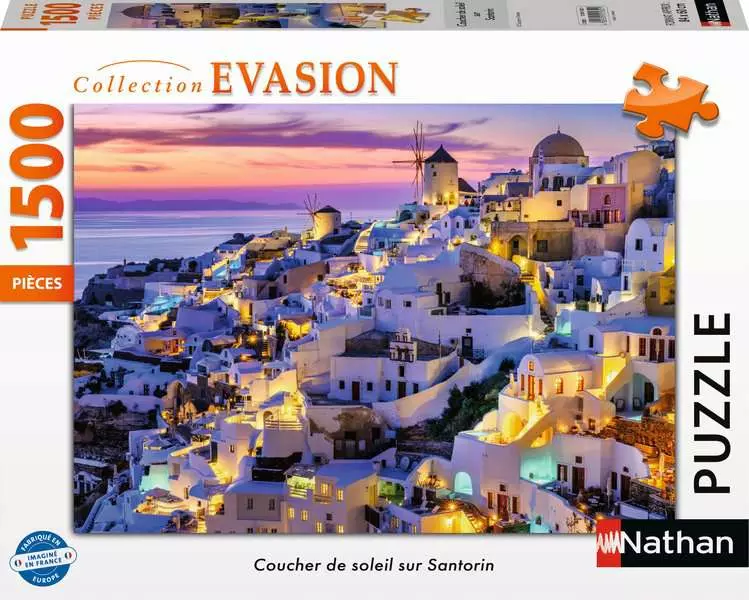 PUZZLE
1500
PIÈCES
Coucher de soleil
sur
Santorin
Nathan
Collection EVASION
1500
PIÈCES
PUZZLE
Nathan
FABRIQUÉ EN
IMAGINÉ
EN FRANCE
EUROPE
Coucher de soleil sur Santorin